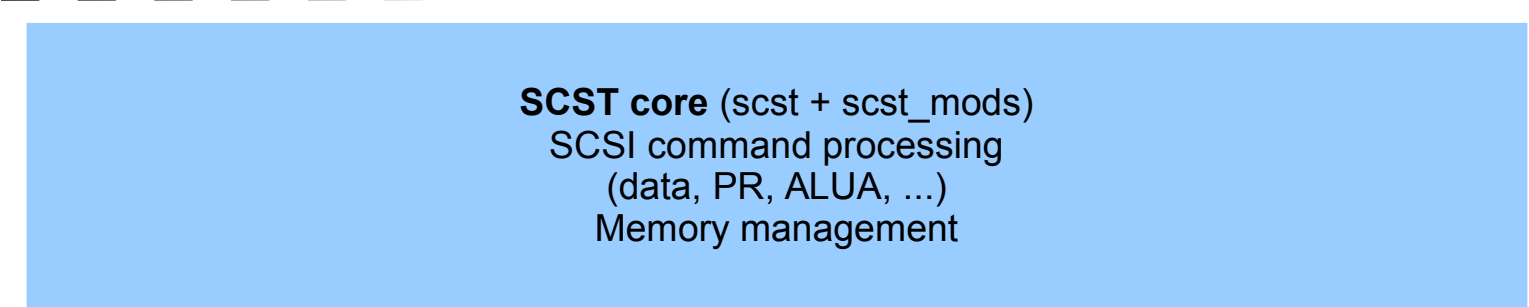 SCST core (scst + scst_mods)
SCSI command processing
(data, PR, ALUA, ...)
Memory management